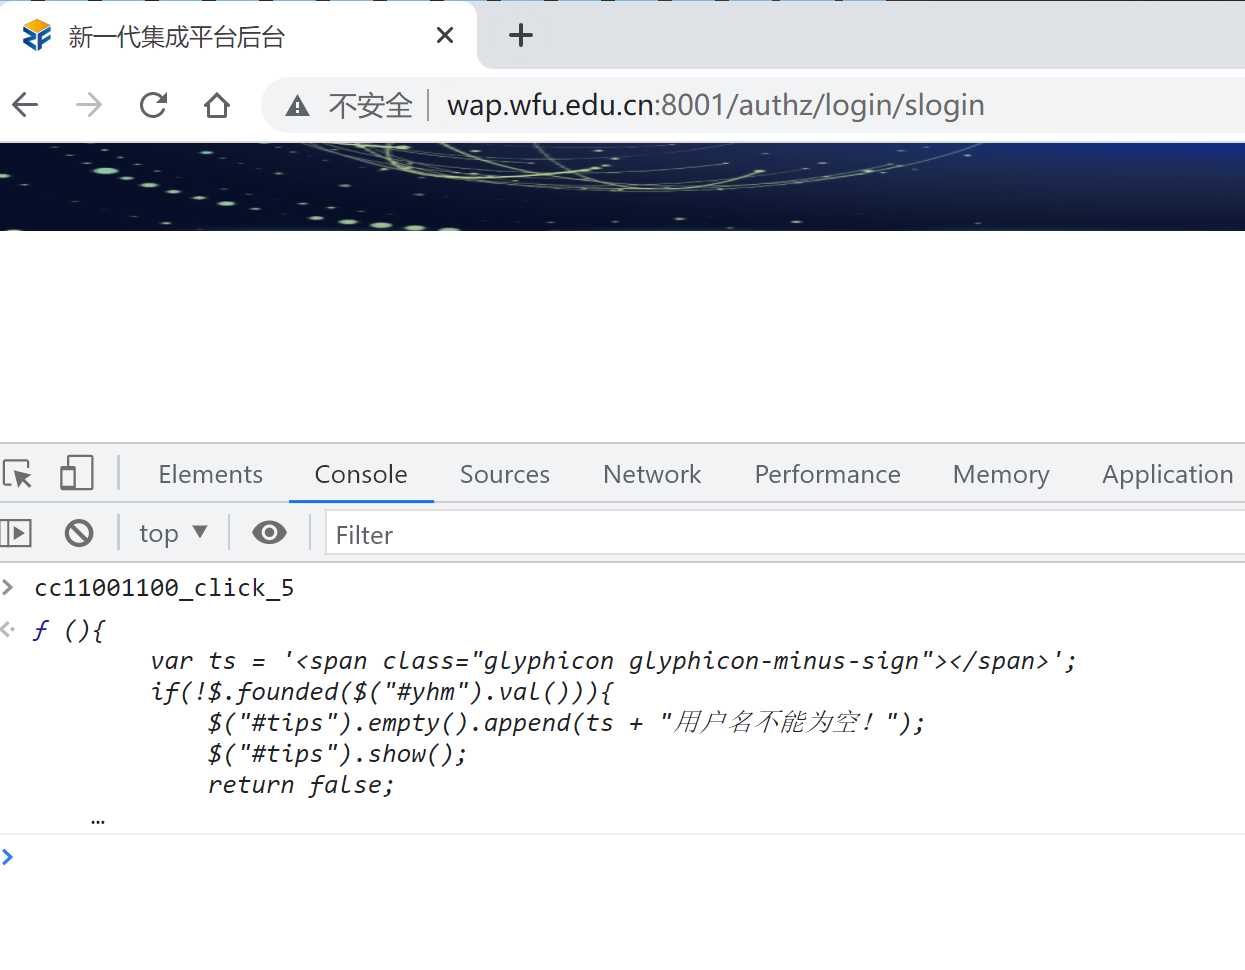 新一代集成平台后台
不安全 wap.wfu.edu.cn:8001/authz/login/slogin
Elements Console Sources Network Performance Memory Application
top Filter
cc11001100_click_5
ƒ (){
var ts = '<span class="glyphicon glyphicon-minus-sign"></span>';
if(!$.founded($("#yhm").val())){
$("#tips").empty().append(ts + "用户名不能为空！");
$("#tips").show();
return false;
…